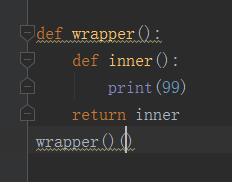 def wrapper():
    def inner():
        print(99)
    return inner
wrapper()()